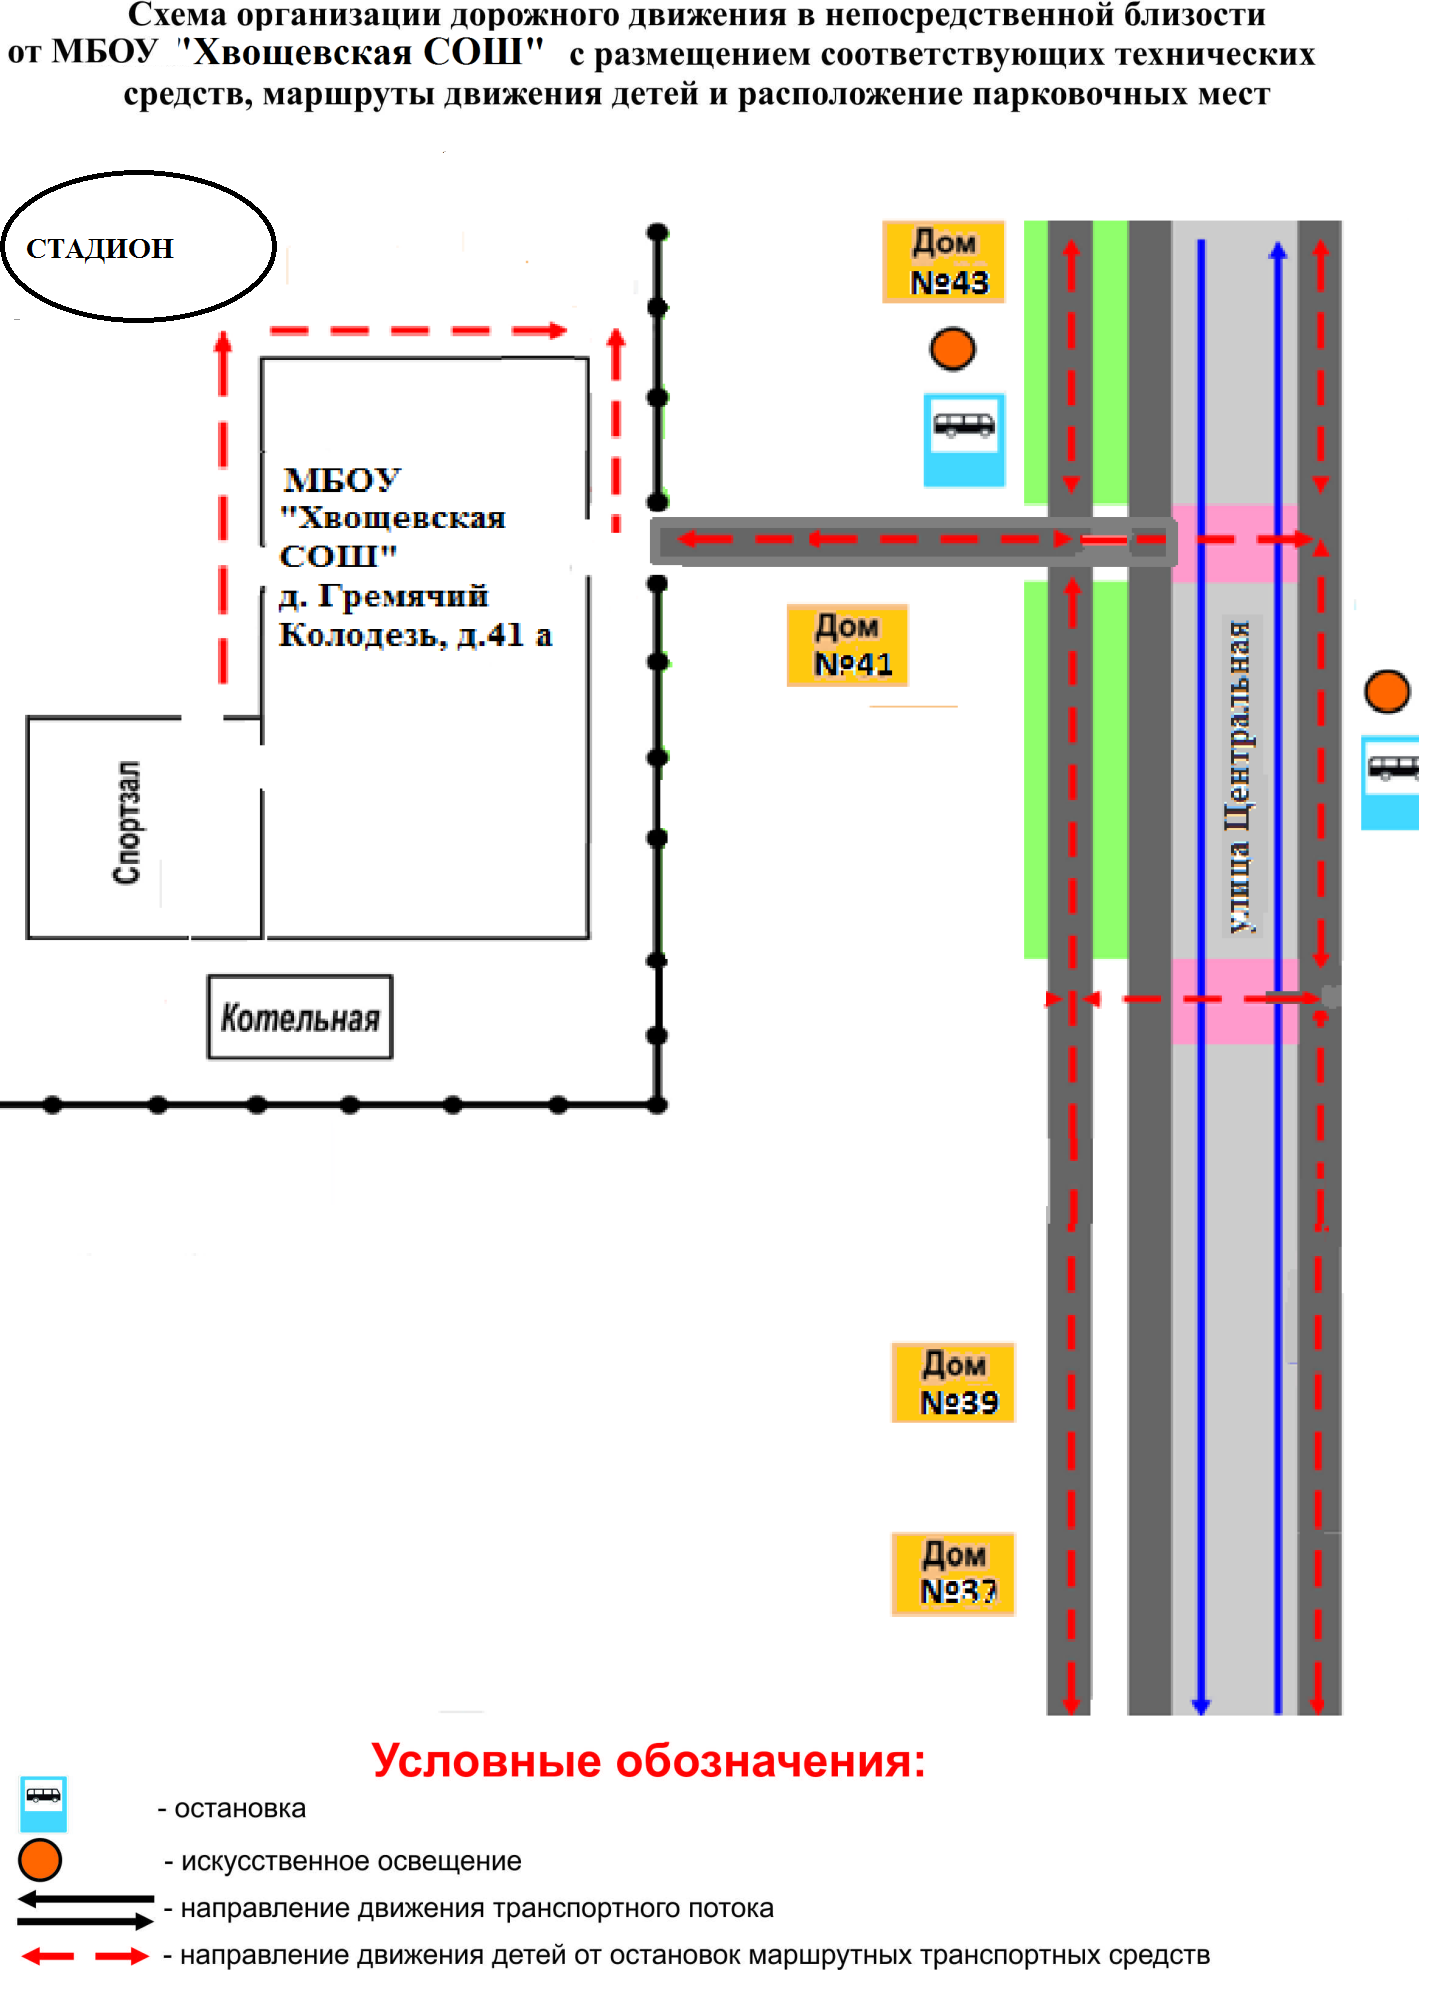 Схема организации дорожного движения в непосредственной близости
от МБОУ "Хвощевская СОШ" с размещением соответствующих технических
средств, маршруты движения детей и расположение парковочных мест
СТАДИОН
Дом
№43
МБОУ
"Хвощевская
СОШ"
д. Гремячий
Колодезь, д.41 а
Дом
№41
улица Центральная
Спортзал
Котельная
Дом
№39
Дом
№37
Условные обозначения:
- остановка
- искусственное освещение
- направление движения транспортного потока
- направление движения детей от остановок маршрутных транспортных средств